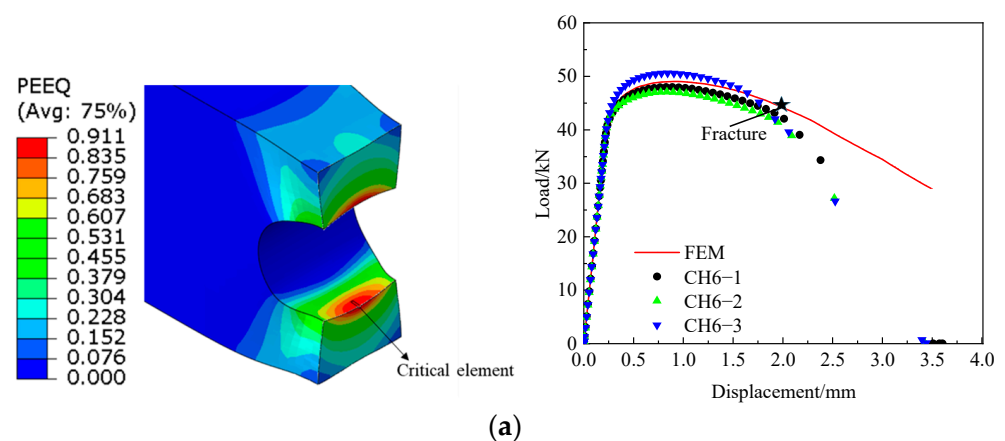 PEEQ
(Avg: 75%)
0.911
0.835
0.759
0.683
0.607
0.531
0.455
0.379
0.304
0.228
0.152
0.076
0.000
Critical element
Load/kN
60
50
40
30
20
10
0
Fracture
FEM
CH6−1
CH6−2
CH6−3
0.0 0.5 1.0 1.5 2.0 2.5 3.0 3.5 4.0
Displacement/mm
(a)